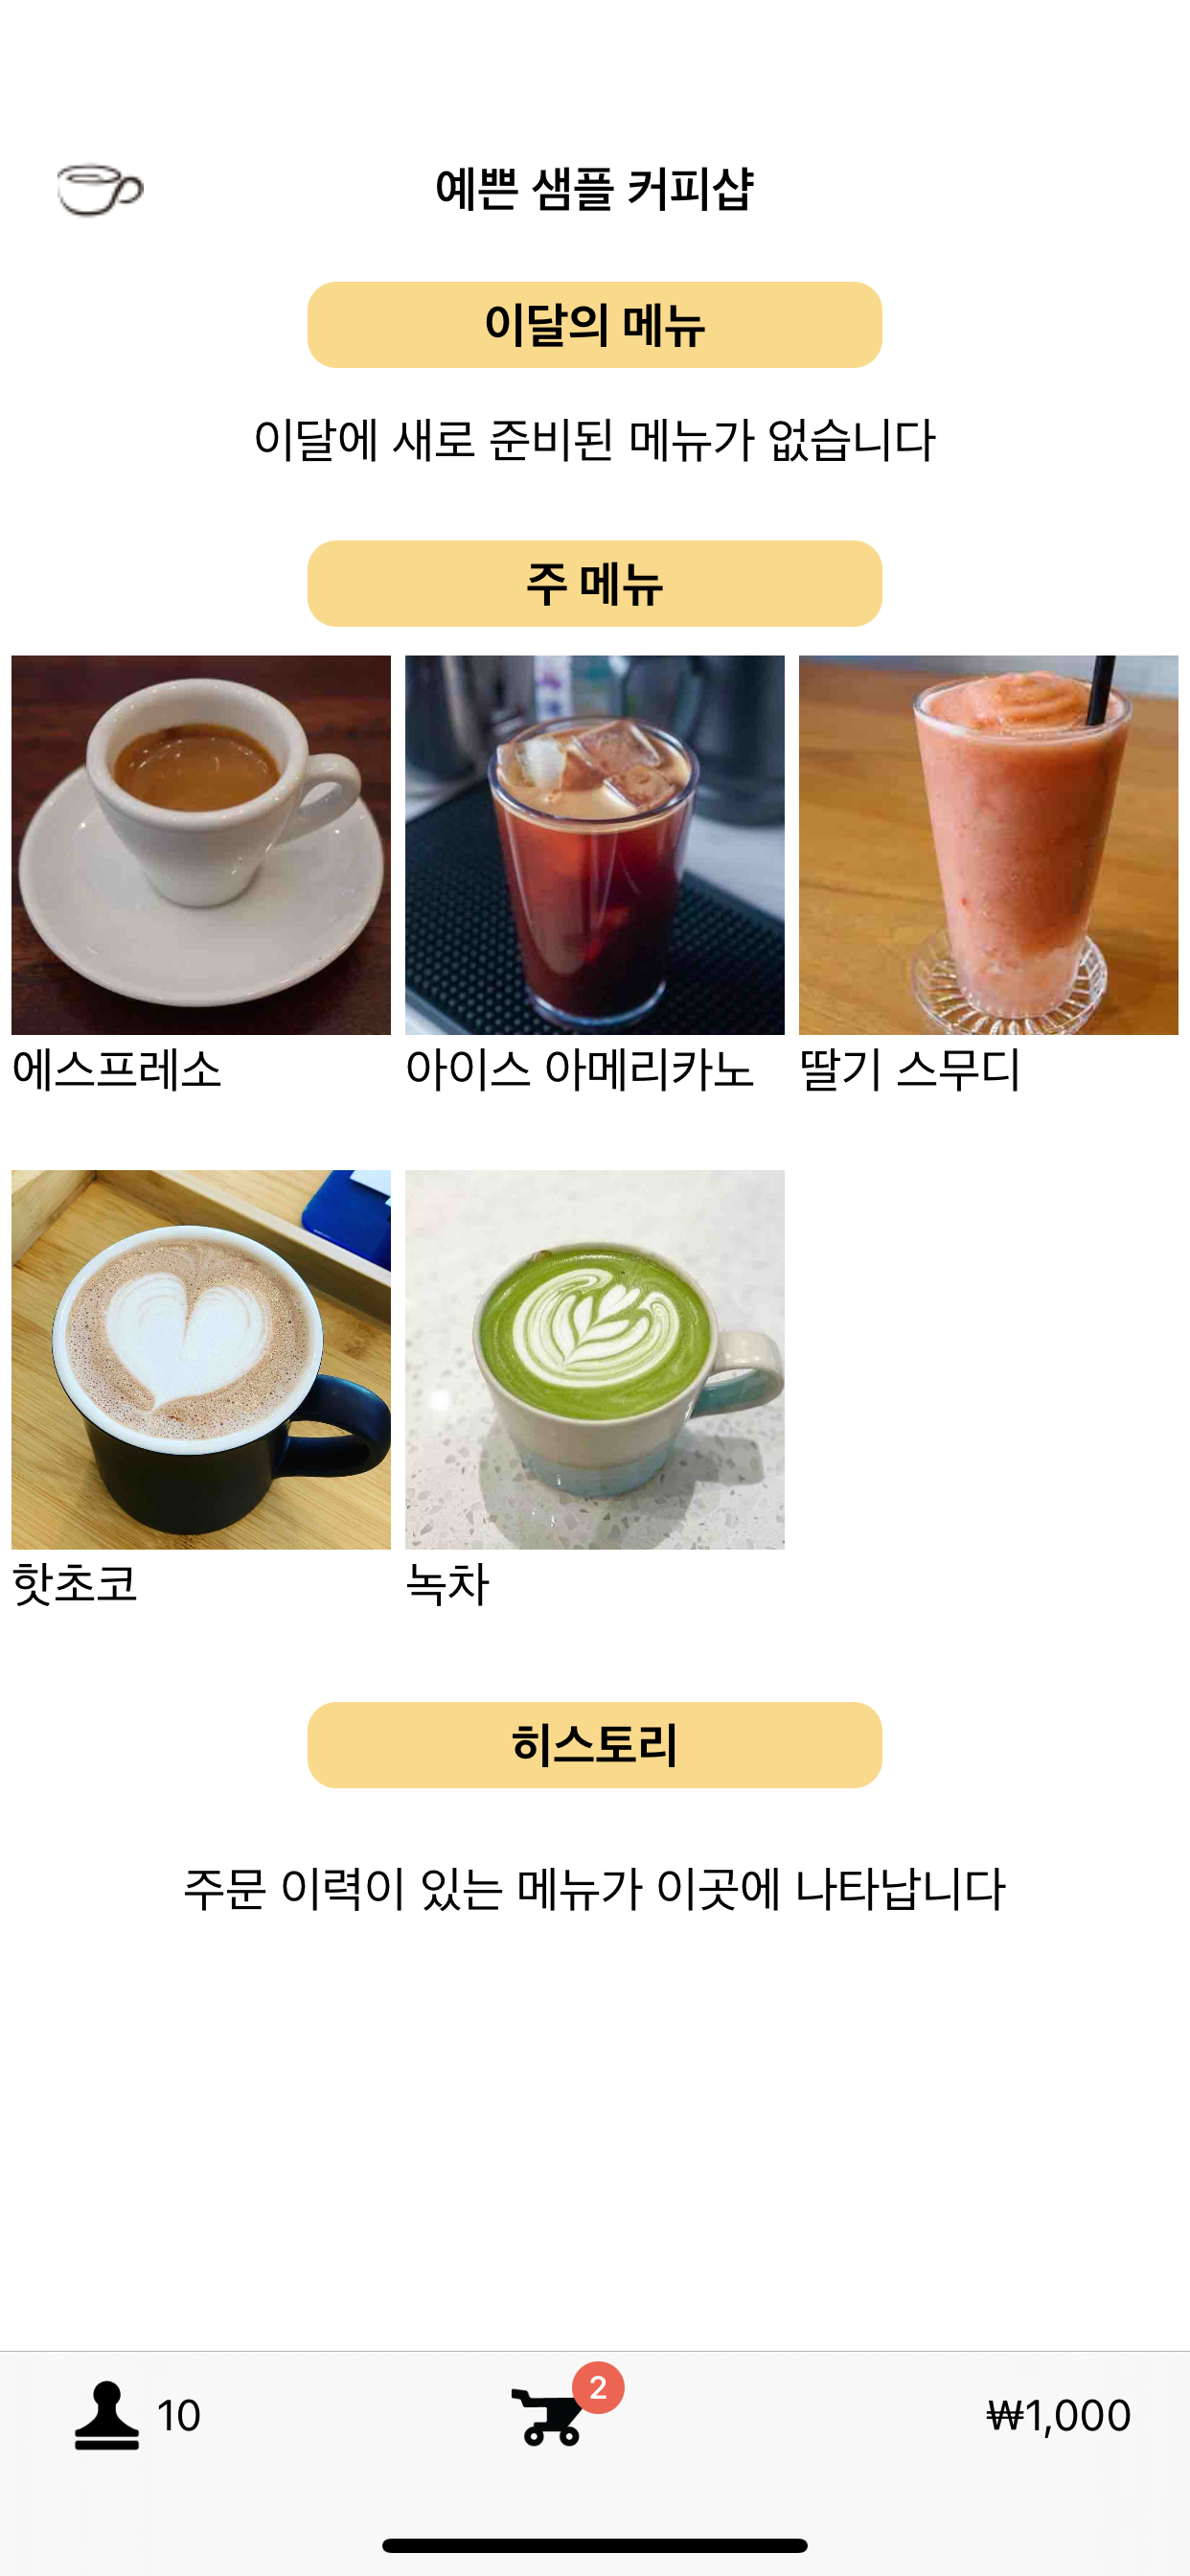 예쁜 샘플 커피샵
이달의 메뉴
이달에 새로 준비된 메뉴가 없습니다
주 메뉴
에스프레소
아이스 아메리카노
딸기 스무디
핫초코
녹차
히스토리
주문 이력이 있는 메뉴가 이곳에 나타납니다
10
2
₩1,000